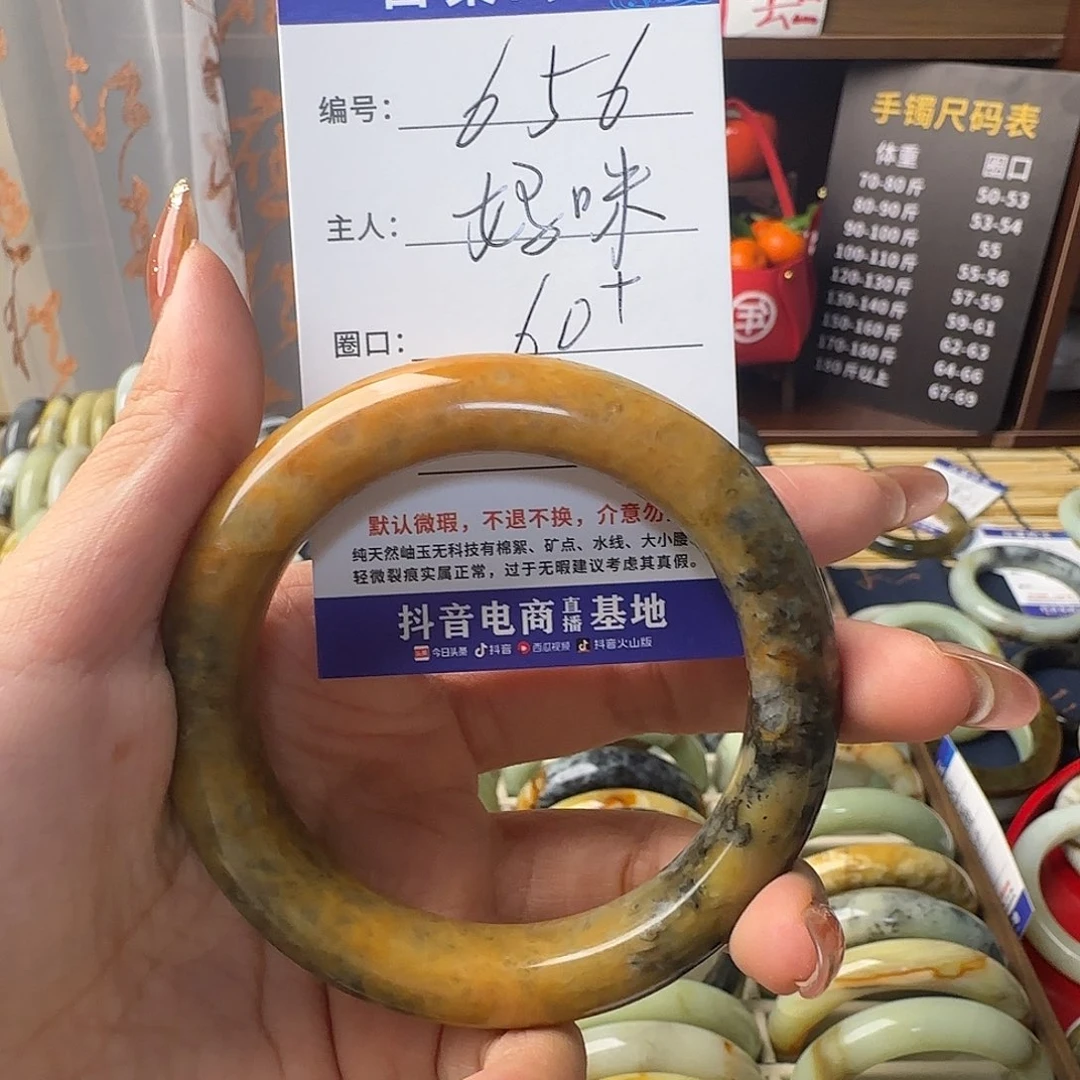 编号： 656
主人： 妈咪
圈口： 60+
默认微瑕，不退不换，介意勿
纯天然岫玉无科技有棉絮、矿点、水线、大小腰、
轻微裂痕实属正常，过于无暇建议考虑其真假。
抖音电商直播基地
头条 今日头条 抖音 西瓜视频 抖音火山版
手镯尺码表
体重 圈口
70-80斤 50-53
80-90斤 53-54
90-100斤 55
100-110斤 55-56
120-130斤 57-59
130-140斤 59-61
150-160斤 62-63
170-180斤 64-66
190斤以上 67-69